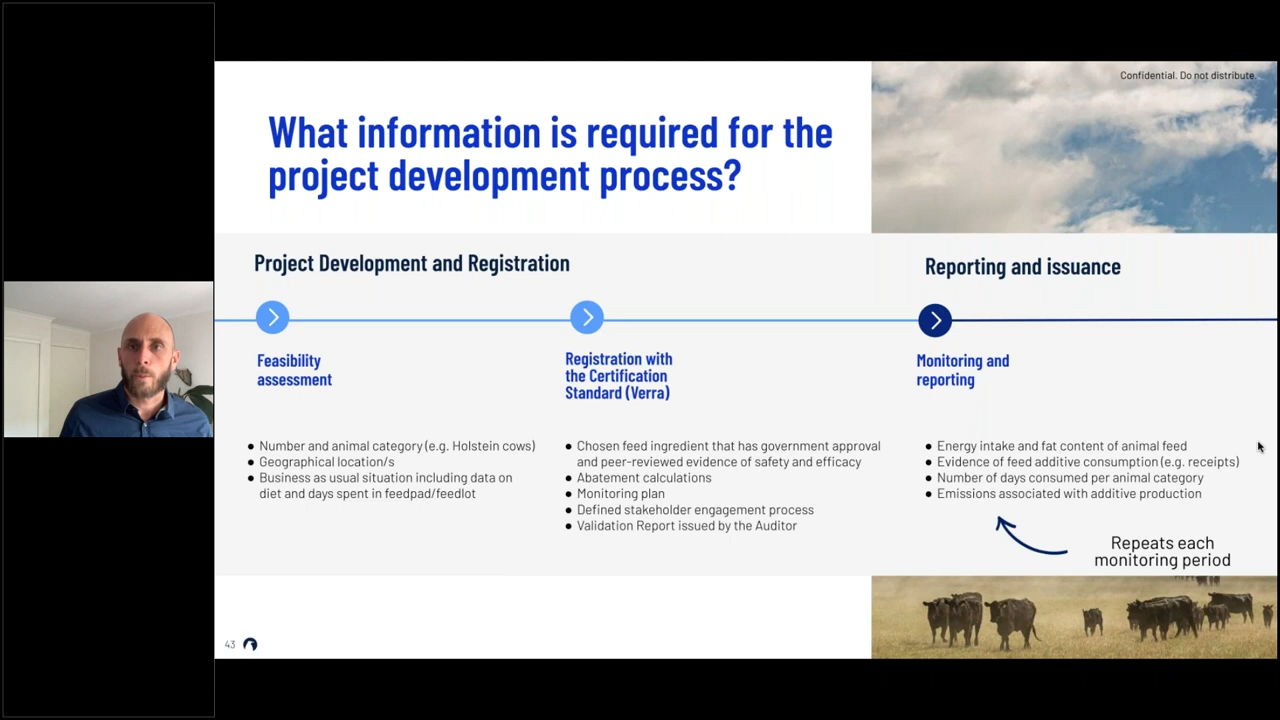 Confidential. Do not distribute.
What information is required for the
project development process?
Project Development and Registration
Reporting and issuance
Feasibility
assessment
Registration with
the Certification
Standard (Verra)
Monitoring and
reporting
● Number and animal category (e.g. Holstein cows)
● Geographical location/s
● Business as usual situation including data on
diet and days spent in feedpad/feedlot
● Chosen feed ingredient that has government approval
and peer-reviewed evidence of safety and efficacy
● Abatement calculations
● Monitoring plan
● Defined stakeholder engagement process
● Validation Report issued by the Auditor
● Energy intake and fat content of animal feed
● Evidence of feed additive consumption (e.g. receipts)
● Number of days consumed per animal category
● Emissions associated with additive production
Repeats each
monitoring period
43